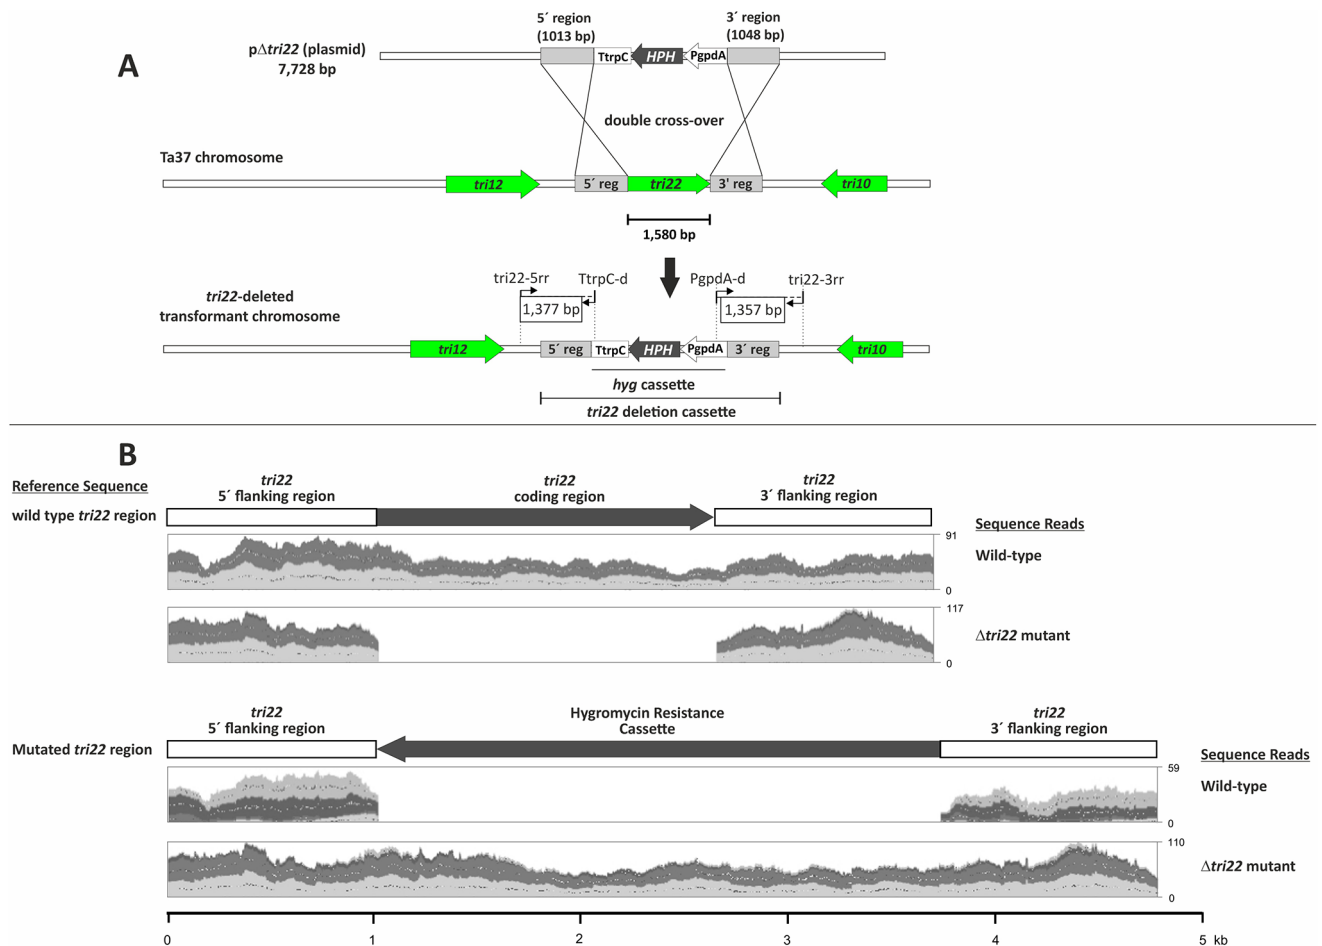 A
p∆tri22 (plasmid)
7,728 bp
5´ region
(1013 bp)
3´ region
(1048 bp)
TtrpC
HPH
PgpdA
double cross-over
Ta37 chromosome
tri12
5´ reg
tri22
3' reg
tri10
1,580 bp
tri22-5rr
TtrpC-d
PgpdA-d
tri22-3rr
1,377 bp
1,357 bp
tri22-deleted
transformant chromosome
tri12
5´ reg
TtrpC
HPH
PgpdA
3´ reg
tri10
hyg cassette
tri22 deletion cassette
B
Reference Sequence
tri22
5´ flanking region
tri22
coding region
tri22
3´ flanking region
wild type tri22 region
Sequence Reads
91
Wild-type
0
117
∆tri22 mutant
0
tri22
5´ flanking region
Hygromycin Resistance
Cassette
tri22
3´ flanking region
Mutated tri22 region
Sequence Reads
59
Wild-type
0
110
∆tri22 mutant
0
0 1 2 3 4 5 kb